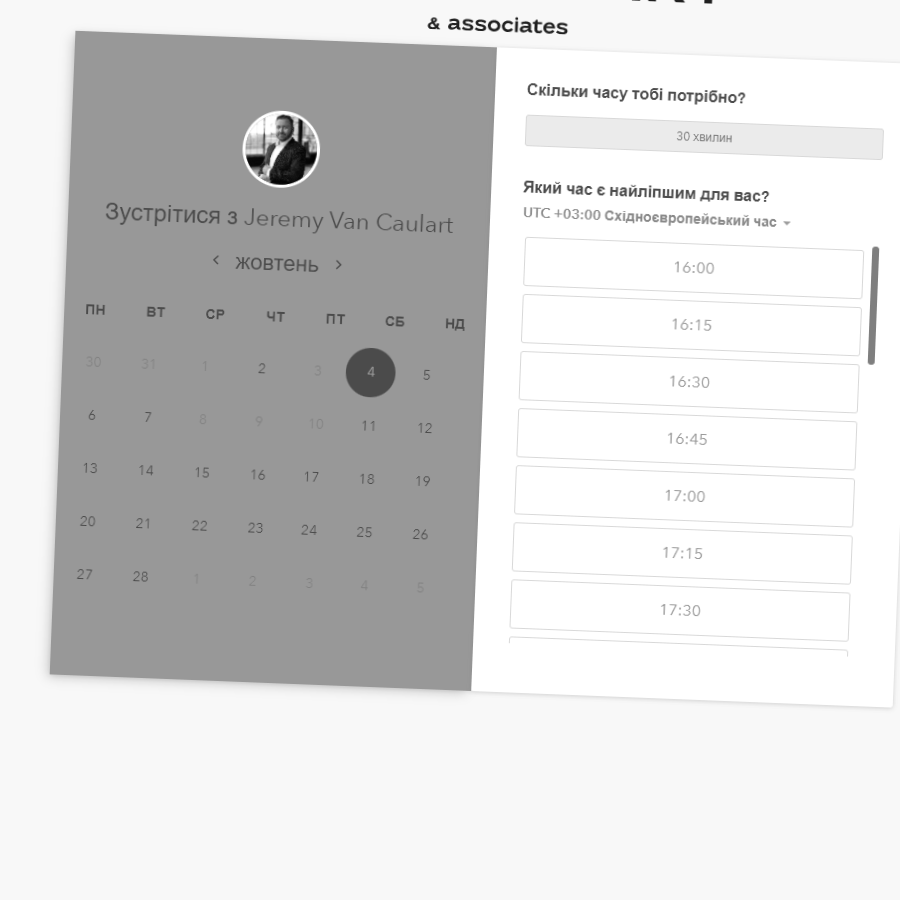 & associates
Зустрітися з Jeremy Van Caulart
жовтень
ПН ВТ СР ЧТ ПТ СБ НД
30 31 1 2 3 4 5
6 7 8 9 10 11 12
13 14 15 16 17 18 19
20 21 22 23 24 25 26
27 28 1 2 3 4 5
Скільки часу тобі потрібно?
30 хвилин
Який час є найліпшим для вас?
UTC +03:00 Східноєвропейський час
16:00
16:15
16:30
16:45
17:00
17:15
17:30